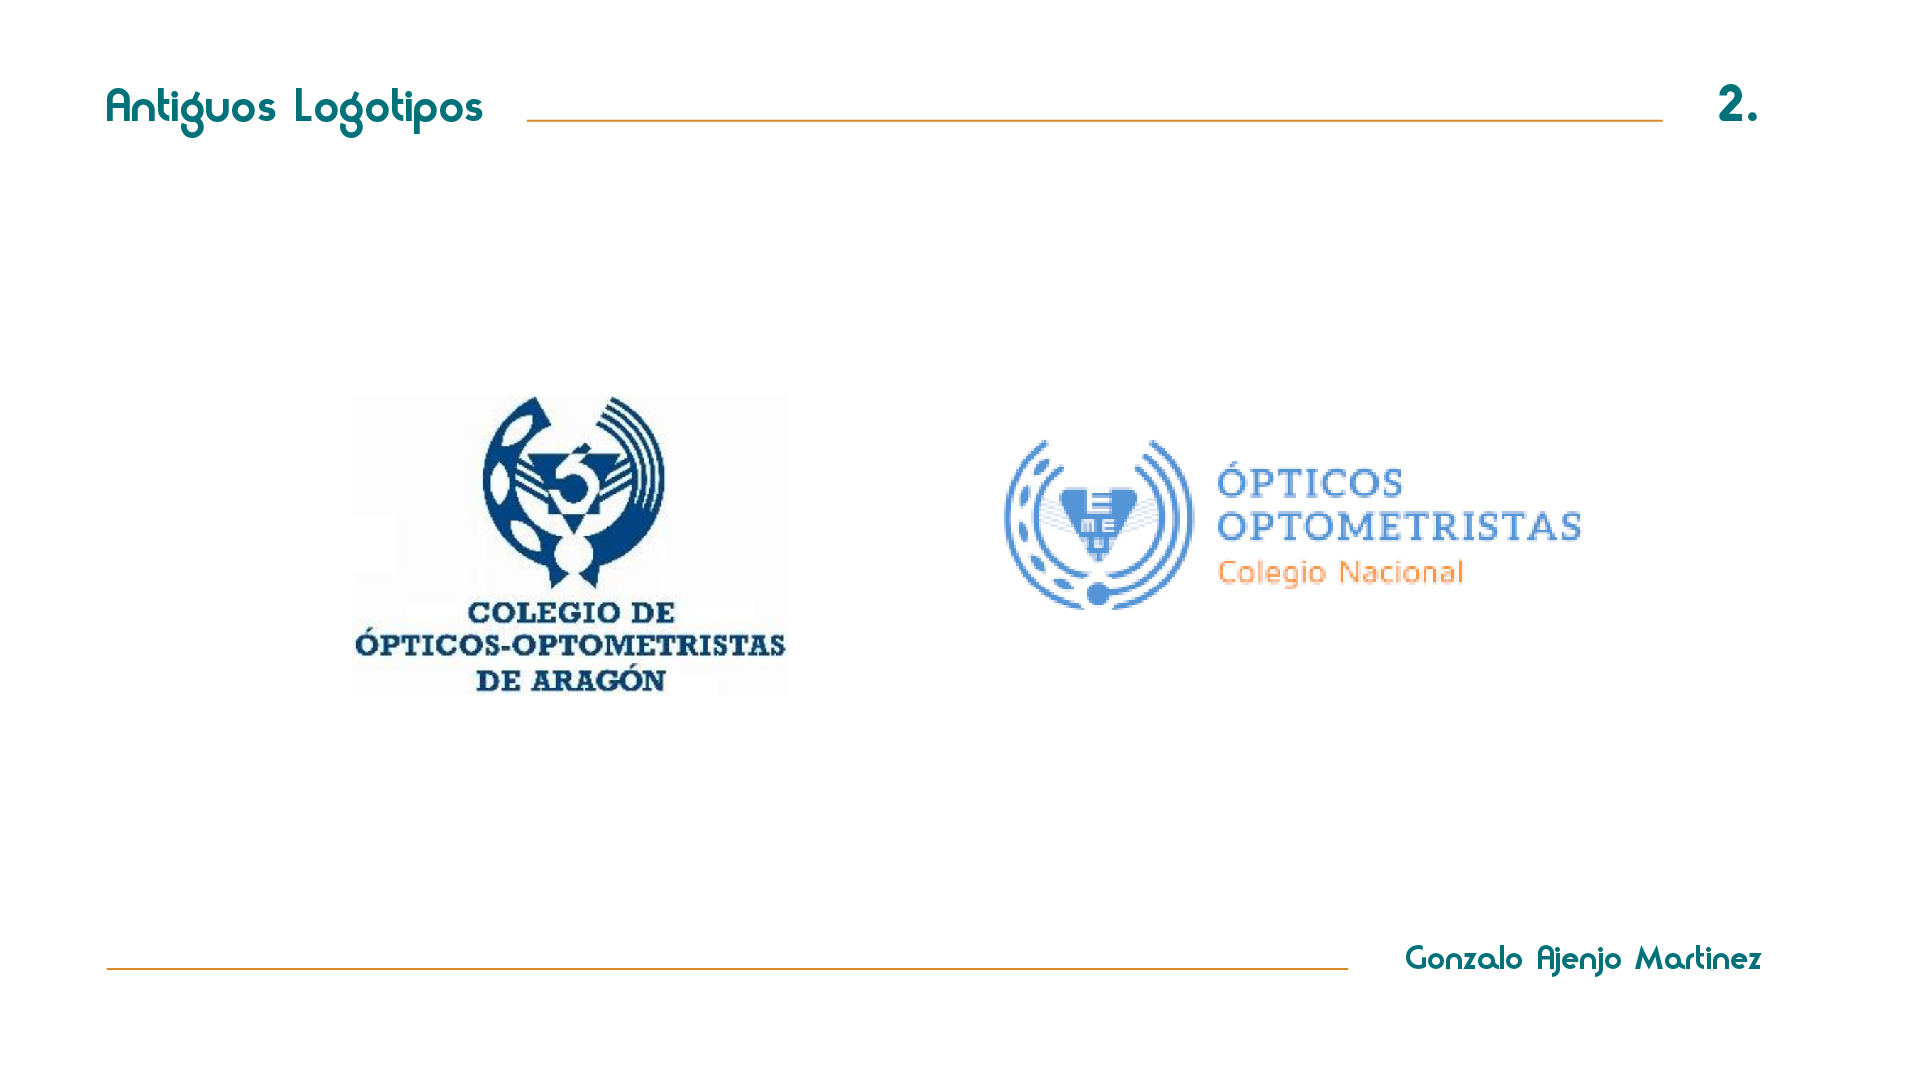 Antiguos Logotipos
2.
COLEGIO DE
ÓPTICOS-OPTOMETRISTAS
DE ARAGÓN
ÓPTICOS
OPTOMETRISTAS
Colegio Nacional
Gonzalo Ajenjo Martinez